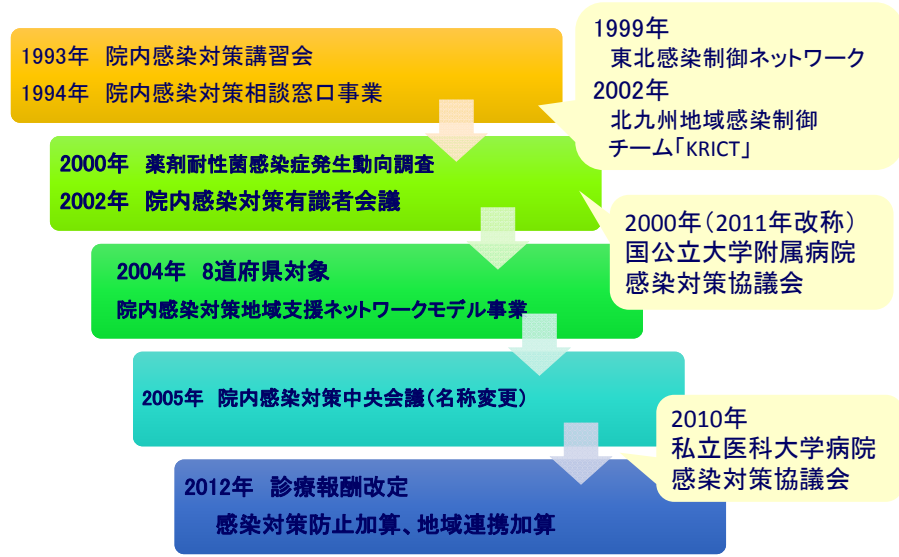 1993年 院内感染対策講習会
1994年 院内感染対策相談窓口事業
1999年
東北感染制御ネットワーク
2002年
北九州地域感染制御
チーム「KRICT」
2000年 薬剤耐性菌感染症発生動向調査
2002年 院内感染対策有識者会議
2000年(2011年改称)
国公立大学附属病院
感染対策協議会
2004年 8道府県対象
院内感染対策地域支援ネットワークモデル事業
2005年 院内感染対策中央会議(名称変更)
2010年
私立医科大学病院
感染対策協議会
2012年 診療報酬改定
感染対策防止加算、地域連携加算